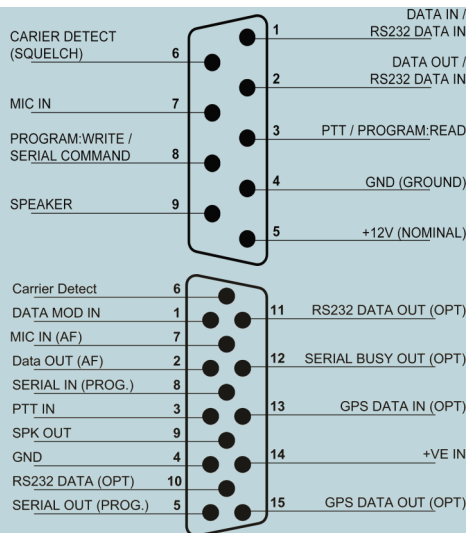 DATA IN /
RS232 DATA IN
1
CARIER DETECT
(SQUELCH)
6
DATA OUT /
RS232 DATA IN
2
MIC IN
7
PTT / PROGRAM:READ
3
PROGRAM:WRITE /
SERIAL COMMAND
8
GND (GROUND)
4
SPEAKER
9
+12V (NOMINAL)
5
Carrier Detect 6
DATA MOD IN 1
11 RS232 DATA OUT (OPT)
MIC IN (AF) 7
Data OUT (AF) 2
12 SERIAL BUSY OUT (OPT)
SERIAL IN (PROG.) 8
PTT IN 3
13 GPS DATA IN (OPT)
SPK OUT 9
GND 4
14 +VE IN
RS232 DATA (OPT) 10
SERIAL OUT (PROG.) 5
15 GPS DATA OUT (OPT)